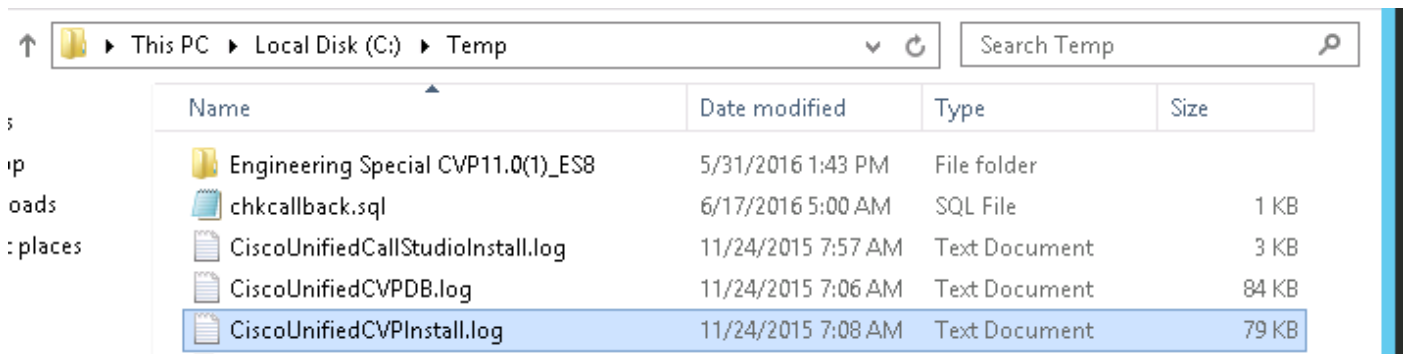 This PC Local Disk (C:) Temp Search Temp
Name Date modified Type Size
Engineering Special CVP11.0(1)_ES8 5/31/2016 1:43 PM File folder
chkcallback.sql 6/17/2016 5:00 AM SQL File 1 KB
oads
CiscoUnifiedCallStudioInstall.log 11/24/2015 7:57 AM Text Document 3 KB
places
CiscoUnifiedCVPDB.log 11/24/2015 7:06 AM Text Document 84 KB
CiscoUnifiedCVPInstall.log 11/24/2015 7:08 AM Text Document 79 KB